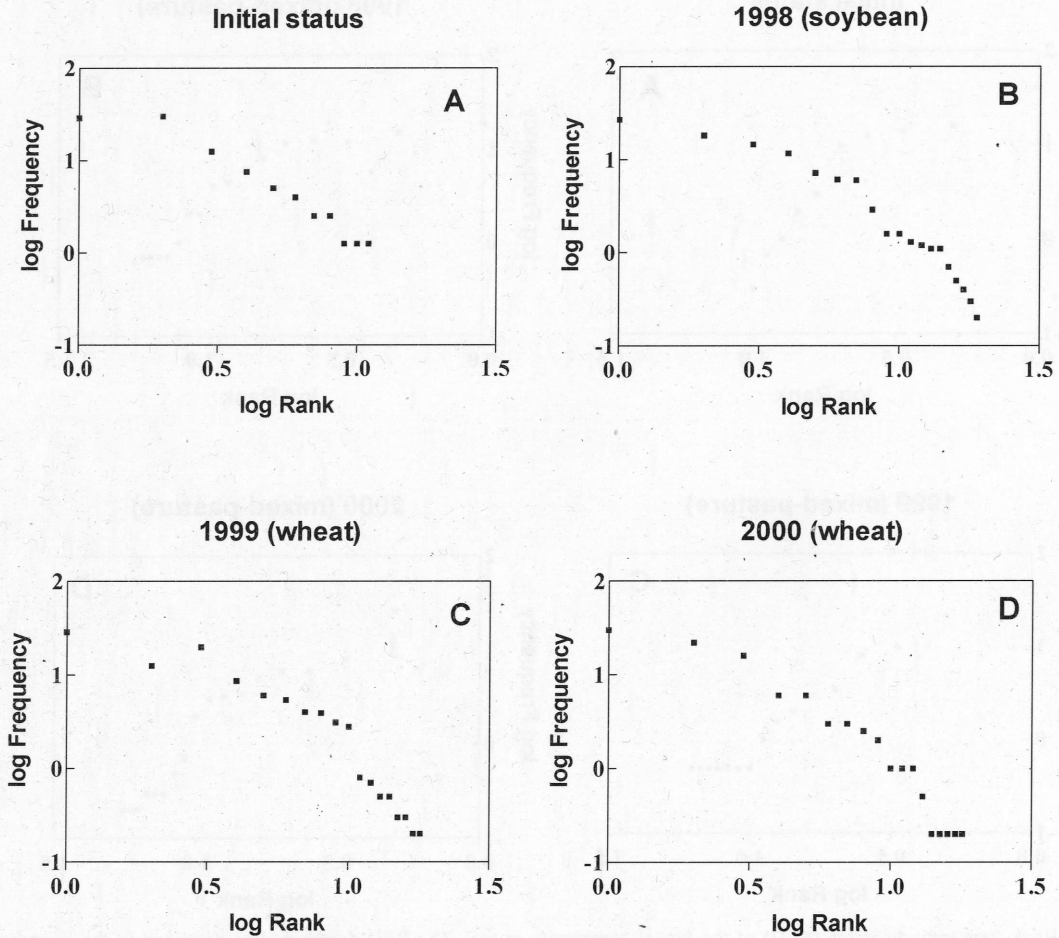 Initial status
A
log Frequency
2
1
0
-1
0.0 0.5 1.0 1.5
log Rank
1998 (soybean)
B
log Frequency
2
1
0
-1
0.0 0.5 1.0 1.5
log Rank
1999 (wheat)
C
log Frequency
2
1
0
-1
0.0 0.5 1.0 1.5
log Rank
2000 (wheat)
D
log Frequency
2
1
0
-1
0.0 0.5 1.0 1.5
log Rank